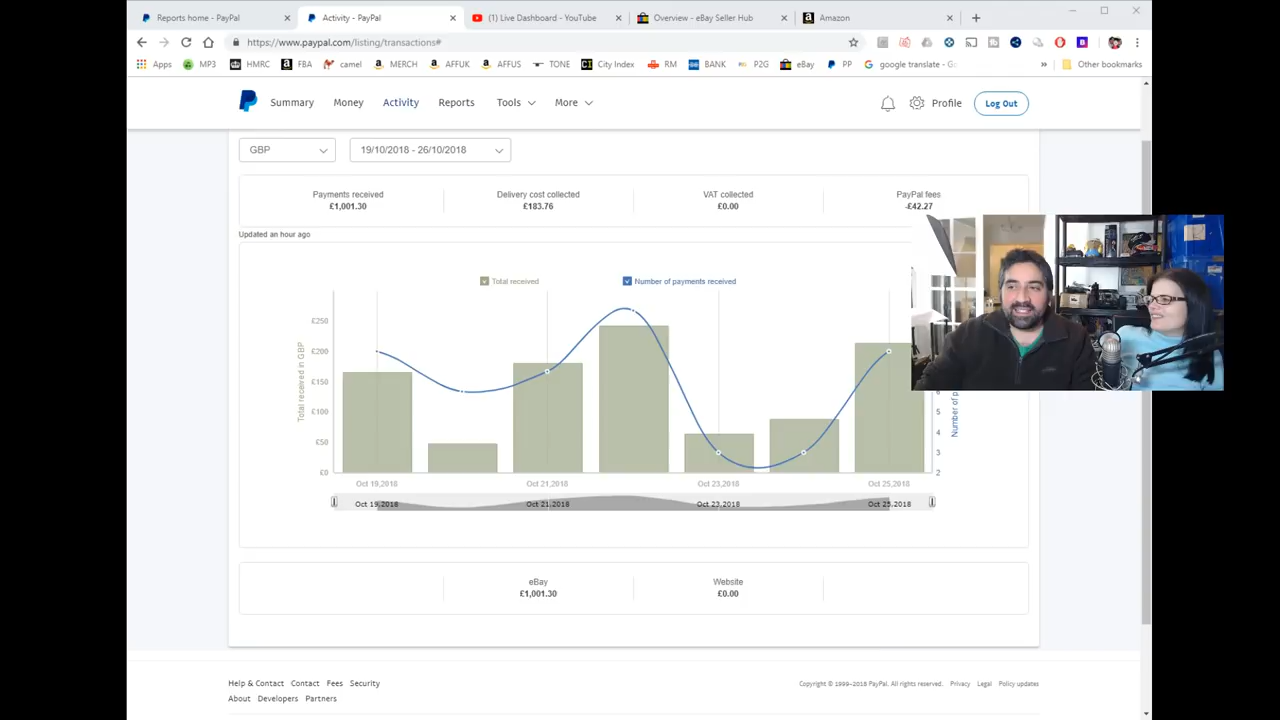 Reports home - PayPal
Activity - PayPal
(1) Live Dashboard - YouTube
Overview - eBay Seller Hub
Amazon
https://www.paypal.com/listing/transactions#
Apps MP3 HMRC FBA camel MERCH AFFUK AFFUS TONE City Index RM BANK P2G eBay PP google translate - Go » Other bookmarks
Summary Money Activity Reports Tools More Profile Log Out
GBP 19/10/2018 - 26/10/2018
Payments received Delivery cost collected VAT collected PayPal fees
£1,001.30 £183.76 £0.00 -£42.27
Updated an hour ago
Total received Number of payments received
£250
£200
£150
£100
£50
£0
Total received in GBP
6
5
4
3
2
Number of p
Oct 19,2018 Oct 21,2018 Oct 23,2018 Oct 25,2018
Oct 19,2018 Oct 21,2018 Oct 23,2018 Oct 25,2018
eBay Website
£1,001.30 £0.00
Help & Contact Contact Fees Security
Copyright © 1999–2018 PayPal. All rights reserved. Privacy Legal Policy updates
About Developers Partners